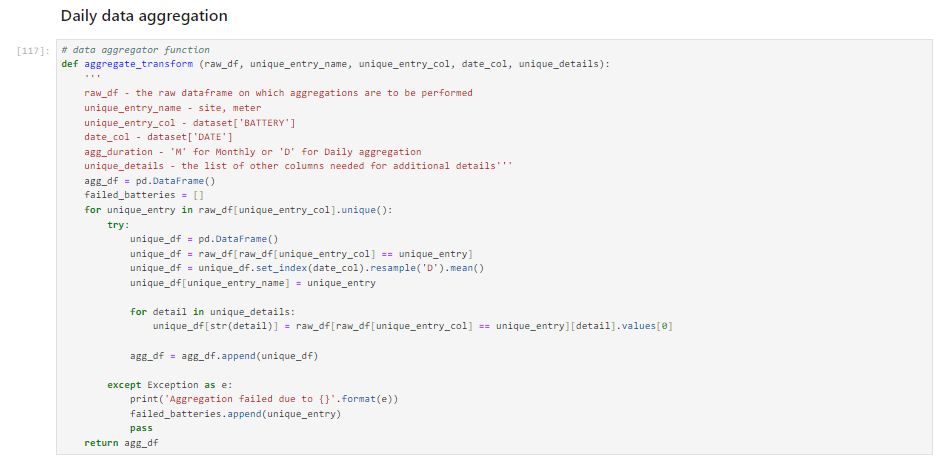 Daily data aggregation
[117]: # data aggregator function
def aggregate_transform (raw_df, unique_entry_name, unique_entry_col, date_col, unique_details):
    '''
    raw_df - the raw dataframe on which aggregations are to be performed
    unique_entry_name - site, meter
    unique_entry_col - dataset['BATTERY']
    date_col - dataset['DATE']
    agg_duration - 'M' for Monthly or 'D' for Daily aggregation
    unique_details - the list of other columns needed for additional details'''
    agg_df = pd.DataFrame()
    failed_batteries = []
    for unique_entry in raw_df[unique_entry_col].unique():
        try:
            unique_df = pd.DataFrame()
            unique_df = raw_df[raw_df[unique_entry_col] == unique_entry]
            unique_df = unique_df.set_index(date_col).resample('D').mean()
            unique_df[unique_entry_name] = unique_entry

            for detail in unique_details:
                unique_df[str(detail)] = raw_df[raw_df[unique_entry_col] == unique_entry][detail].values[0]

            agg_df = agg_df.append(unique_df)

        except Exception as e:
            print('Aggregation failed due to {}'.format(e))
            failed_batteries.append(unique_entry)
            pass
    return agg_df